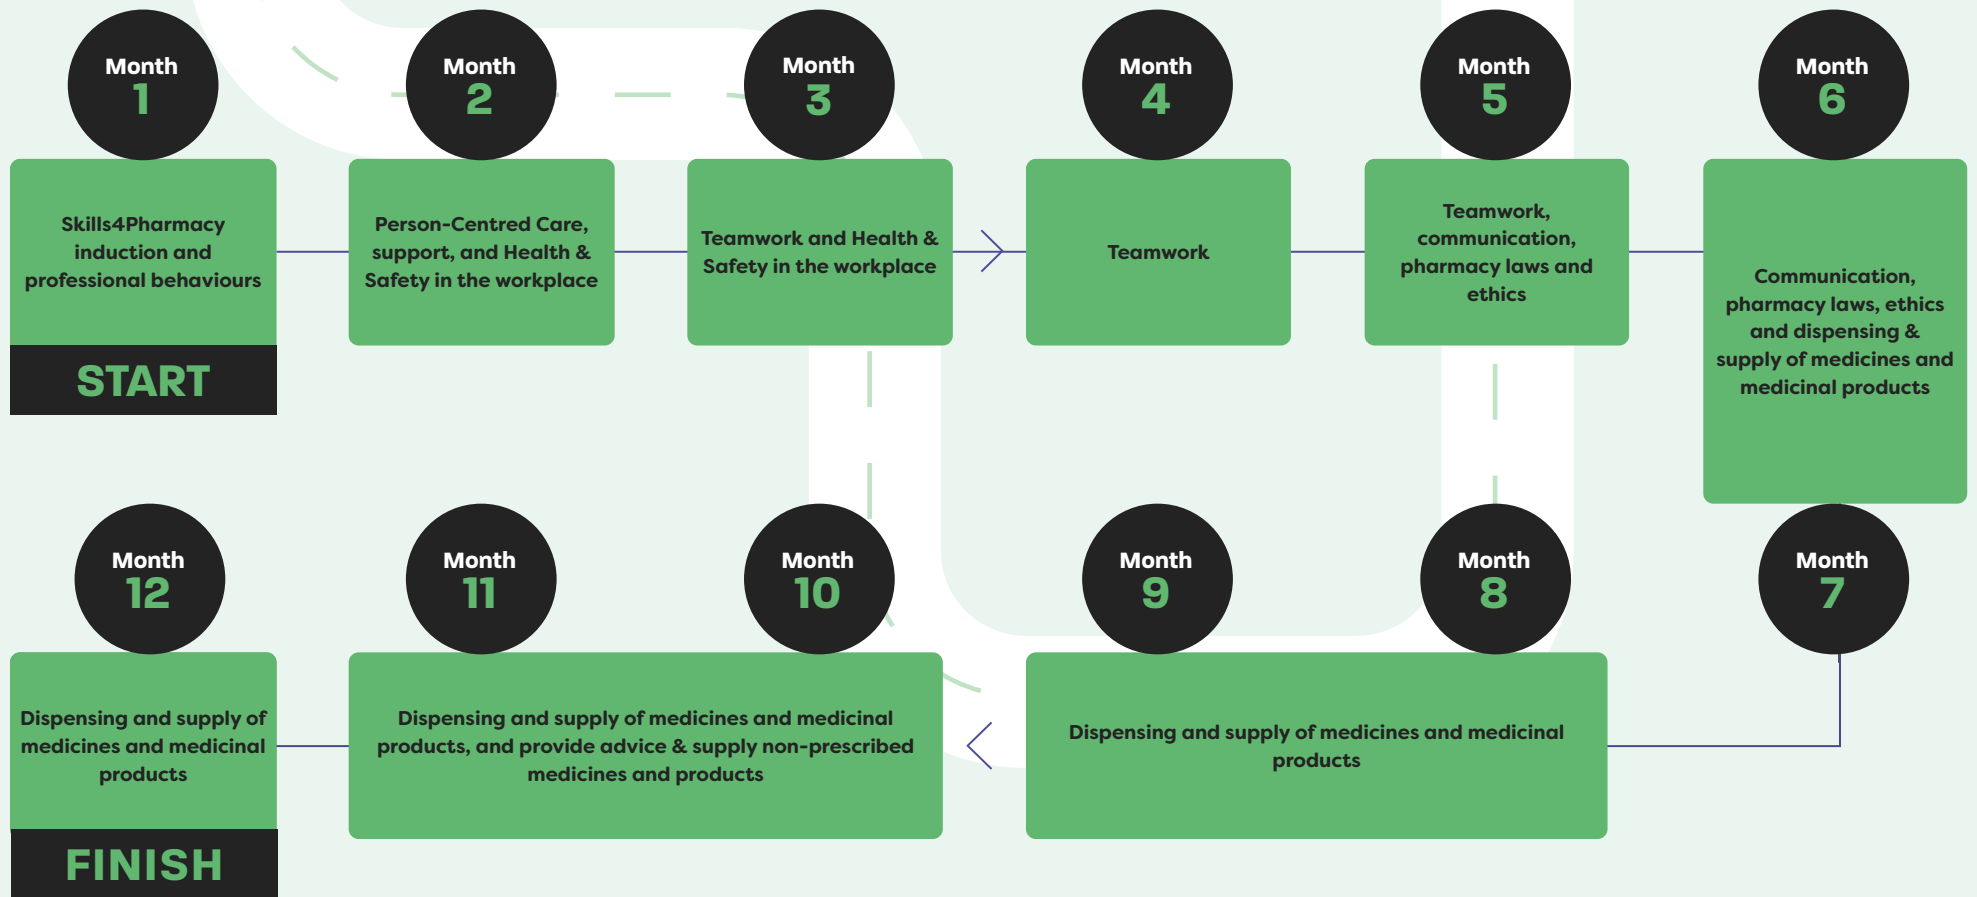 Month
1
Skills4Pharmacy
induction and
professional behaviours
START
Month
2
Person-Centred Care,
support, and Health &
Safety in the workplace
Month
3
Teamwork and Health &
Safety in the workplace
Month
4
Teamwork
Month
5
Teamwork,
communication,
pharmacy laws and
ethics
Month
6
Communication,
pharmacy laws, ethics
and dispensing &
supply of medicines and
medicinal products
Month
7
Month
8
Month
9
Dispensing and supply of medicines and medicinal
products
Month
10
Month
11
Dispensing and supply of medicines and medicinal
products, and provide advice & supply non-prescribed
medicines and products
Month
12
Dispensing and supply of
medicines and medicinal
products
FINISH